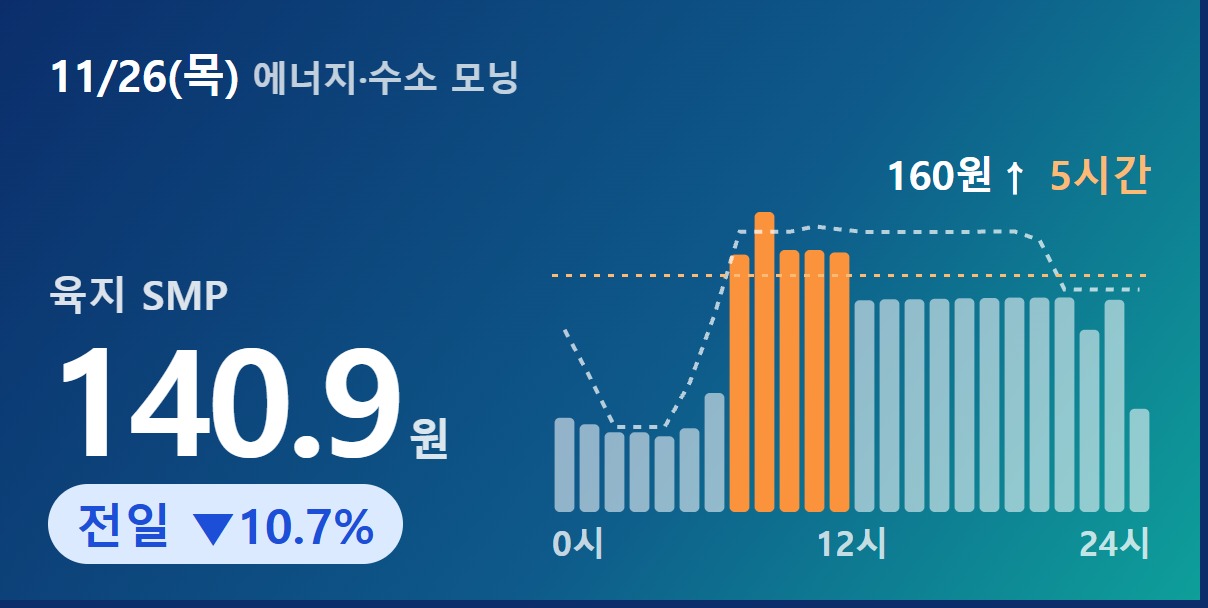 11/26(목) 에너지·수소 모닝
160원↑ 5시간
육지 SMP
140.9원
전일 ▼10.7%
0시 12시 24시